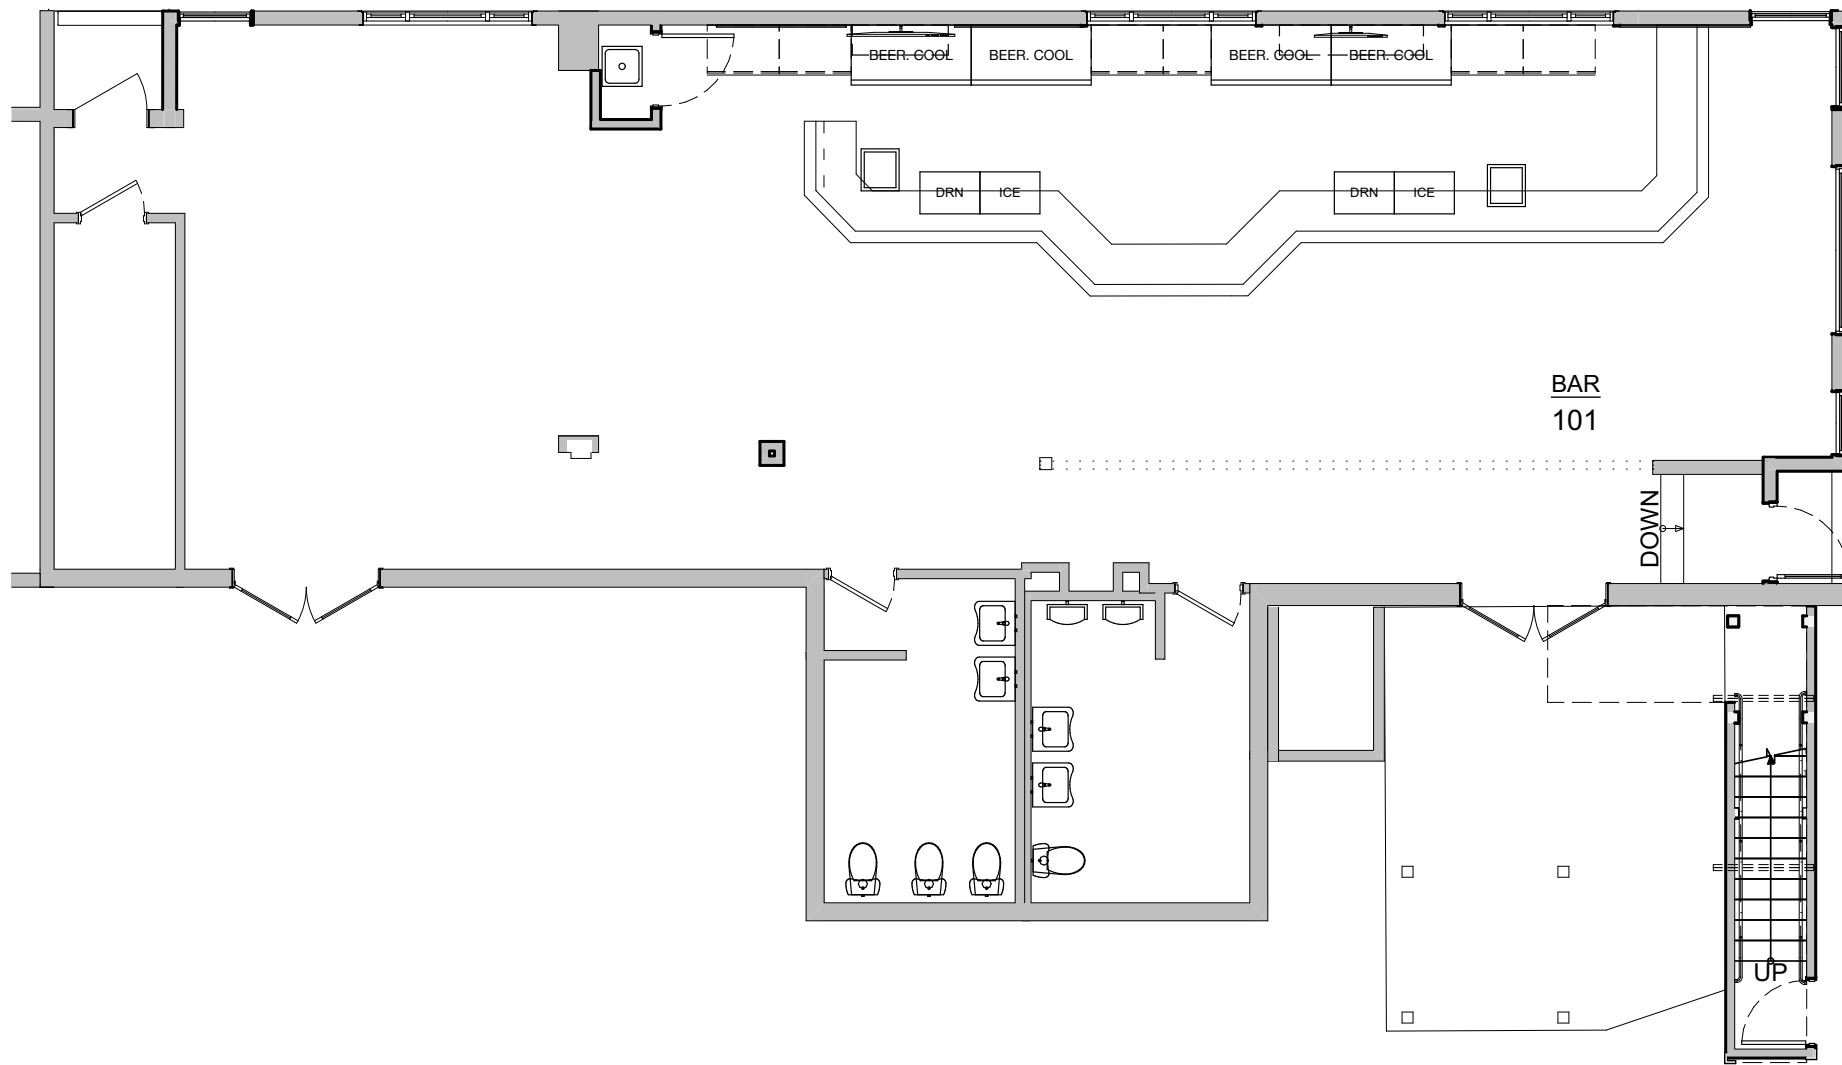 BEER. COOL
BEER. COOL
BEER. COOL
BEER. COOL
DRN
ICE
DRN
ICE
BAR
101
DOWN
UP